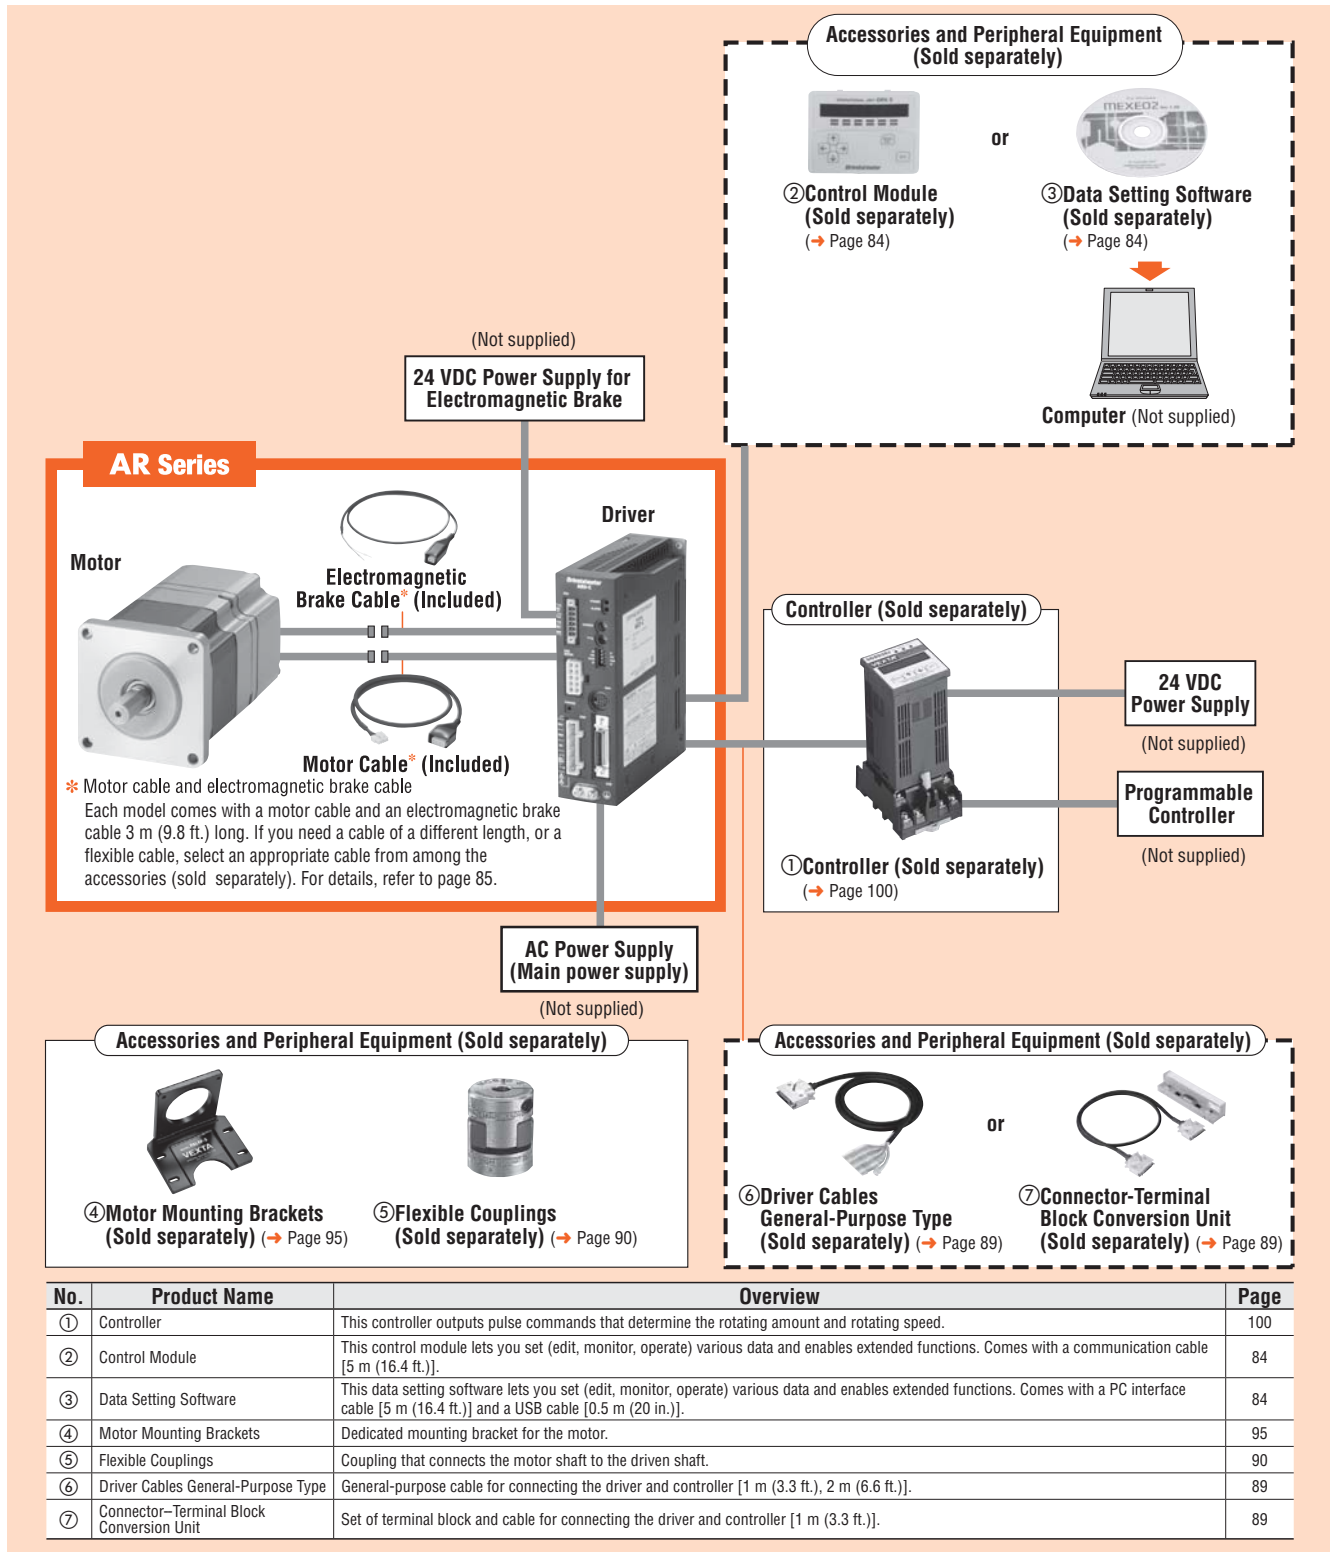 Accessories and Peripheral Equipment
(Sold separately)
MEXE02
or
②Control Module
(Sold separately)
(➜ Page 84)
③Data Setting Software
(Sold separately)
(➜ Page 84)
Computer (Not supplied)
(Not supplied)
24 VDC Power Supply for
Electromagnetic Brake
AR Series
Motor
Electromagnetic
Brake Cable* (Included)
Driver
Motor Cable* (Included)
* Motor cable and electromagnetic brake cable
Each model comes with a motor cable and an electromagnetic brake
cable 3 m (9.8 ft.) long. If you need a cable of a different length, or a
flexible cable, select an appropriate cable from among the
accessories (sold separately). For details, refer to page 85.
Controller (Sold separately)
①Controller (Sold separately)
(➜ Page 100)
24 VDC
Power Supply
(Not supplied)
Programmable
Controller
(Not supplied)
AC Power Supply
(Main power supply)
(Not supplied)
Accessories and Peripheral Equipment (Sold separately)
VEXTA
④Motor Mounting Brackets
(Sold separately) (➜ Page 95)
⑤Flexible Couplings
(Sold separately) (➜ Page 90)
Accessories and Peripheral Equipment (Sold separately)
or
⑥Driver Cables
General-Purpose Type
(Sold separately) (➜ Page 89)
⑦Connector-Terminal
Block Conversion Unit
(Sold separately) (➜ Page 89)
No. Product Name Overview Page
① Controller This controller outputs pulse commands that determine the rotating amount and rotating speed. 100
② Control Module This control module lets you set (edit, monitor, operate) various data and enables extended functions. Comes with a communication cable
[5 m (16.4 ft.)]. 84
③ Data Setting Software This data setting software lets you set (edit, monitor, operate) various data and enables extended functions. Comes with a PC interface
cable [5 m (16.4 ft.)] and a USB cable [0.5 m (20 in.)]. 84
④ Motor Mounting Brackets Dedicated mounting bracket for the motor. 95
⑤ Flexible Couplings Coupling that connects the motor shaft to the driven shaft. 90
⑥ Driver Cables General-Purpose Type General-purpose cable for connecting the driver and controller [1 m (3.3 ft.), 2 m (6.6 ft.)]. 89
⑦ Connector–Terminal Block
Conversion Unit Set of terminal block and cable for connecting the driver and controller [1 m (3.3 ft.)]. 89